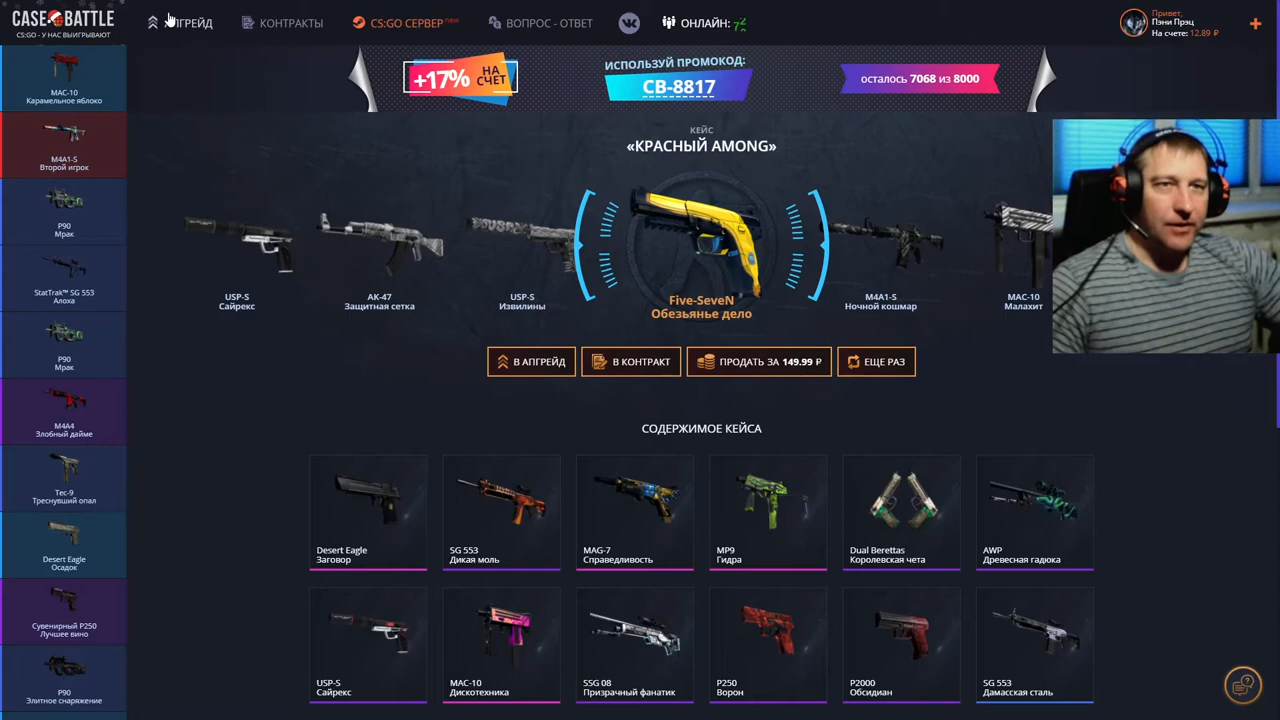 CASE BATTLE
CS:GO - У НАС ВЫИГРЫВАЮТ
АПГРЕЙД
КОНТРАКТЫ
CS:GO СЕРВЕР new
ВОПРОС - ОТВЕТ
ОНЛАЙН:
Привет,
Пэни Прэц
На счете: 12.89 ₽
+17% НА СЧЕТ
ИСПОЛЬЗУЙ ПРОМОКОД:
CB-8817
осталось 7068 из 8000
MAC-10
Карамельное яблоко
M4A1-S
Второй игрок
P90
Мрак
StatTrak™ SG 553
Алоха
P90
Мрак
M4A4
Злобный дайме
Tec-9
Треснувший опал
Desert Eagle
Осадок
Сувенирный P250
Лучшее вино
P90
Элитное снаряжение
КЕЙС
«КРАСНЫЙ AMONG»
USP-S
Сайрекс
AK-47
Защитная сетка
USP-S
Извилины
Five-SeveN
Обезьянье дело
M4A1-S
Ночной кошмар
MAC-10
Малахит
В АПГРЕЙД
В КОНТРАКТ
ПРОДАТЬ ЗА 149.99 ₽
ЕЩЕ РАЗ
СОДЕРЖИМОЕ КЕЙСА
Desert Eagle
Заговор
SG 553
Дикая моль
MAG-7
Справедливость
MP9
Гидра
Dual Berettas
Королевская чета
AWP
Древесная гадюка
USP-S
Сайрекс
MAC-10
Дискотехника
SSG 08
Призрачный фанатик
P250
Ворон
P2000
Обсидиан
SG 553
Дамасская сталь